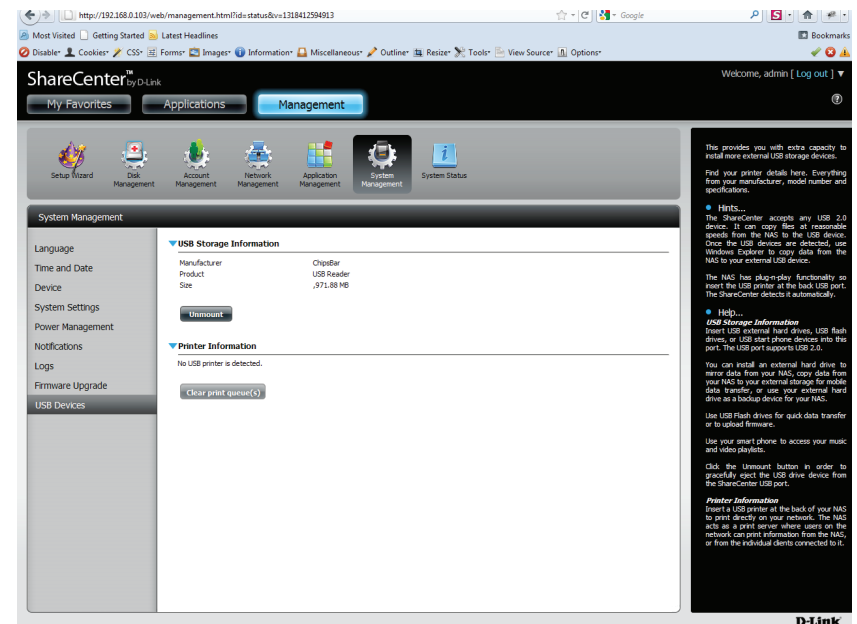 http://192.168.0.103/web/management.html?id=status&v=1318412594913
Google
Most Visited Getting Started Latest Headlines
Bookmarks
Disable Cookies CSS Forms Images Information Miscellaneous Outline Resize Tools View Source Options
ShareCenter™ by D-Link
Welcome, admin [ Log out ]
My Favorites Applications Management
Setup Wizard
Disk Management
Account Management
Network Management
Application Management
System Management
System Status
System Management
Language
Time and Date
Device
System Settings
Power Management
Notifications
Logs
Firmware Upgrade
USB Devices
USB Storage Information
Manufacturer ChipsBar
Product USB Reader
Size ,971.88 MB
Unmount
Printer Information
No USB printer is detected.
Clear print queue(s)
This provides you with extra capacity to
install more external USB storage devices.
Find your printer details here. Everything
from your manufacturer, model number and
specifications.
Hints...
The ShareCenter accepts any USB 2.0
device. It can copy files at reasonable
speeds from the NAS to the USB device.
Once the USB devices are detected, use
Windows Explorer to copy data from the
NAS to your external USB device.
The NAS has plug-n-play functionality so
insert the USB printer at the back USB port.
The ShareCenter detects it automatically.
Help...
USB Storage Information
Insert USB external hard drives, USB flash
drives, or USB start phone devices into this
port. The USB port supports USB 2.0.
You can install an external hard drive to
mirror data from your NAS, copy data from
your NAS to your external storage for mobile
data transfer, or use your external hard
drive as a backup device for your NAS.
Use USB Flash drives for quick data transfer
or to upload firmware.
Use your smart phone to access your music
and video playlists.
Click the Unmount button in order to
gracefully eject the USB drive device from
the ShareCenter USB port.
Printer Information
Insert a USB printer at the back of your NAS
to print directly on your network. The NAS
acts as a print server where users on the
network can print information from the NAS,
or from the individual clients connected to it.
D-Link